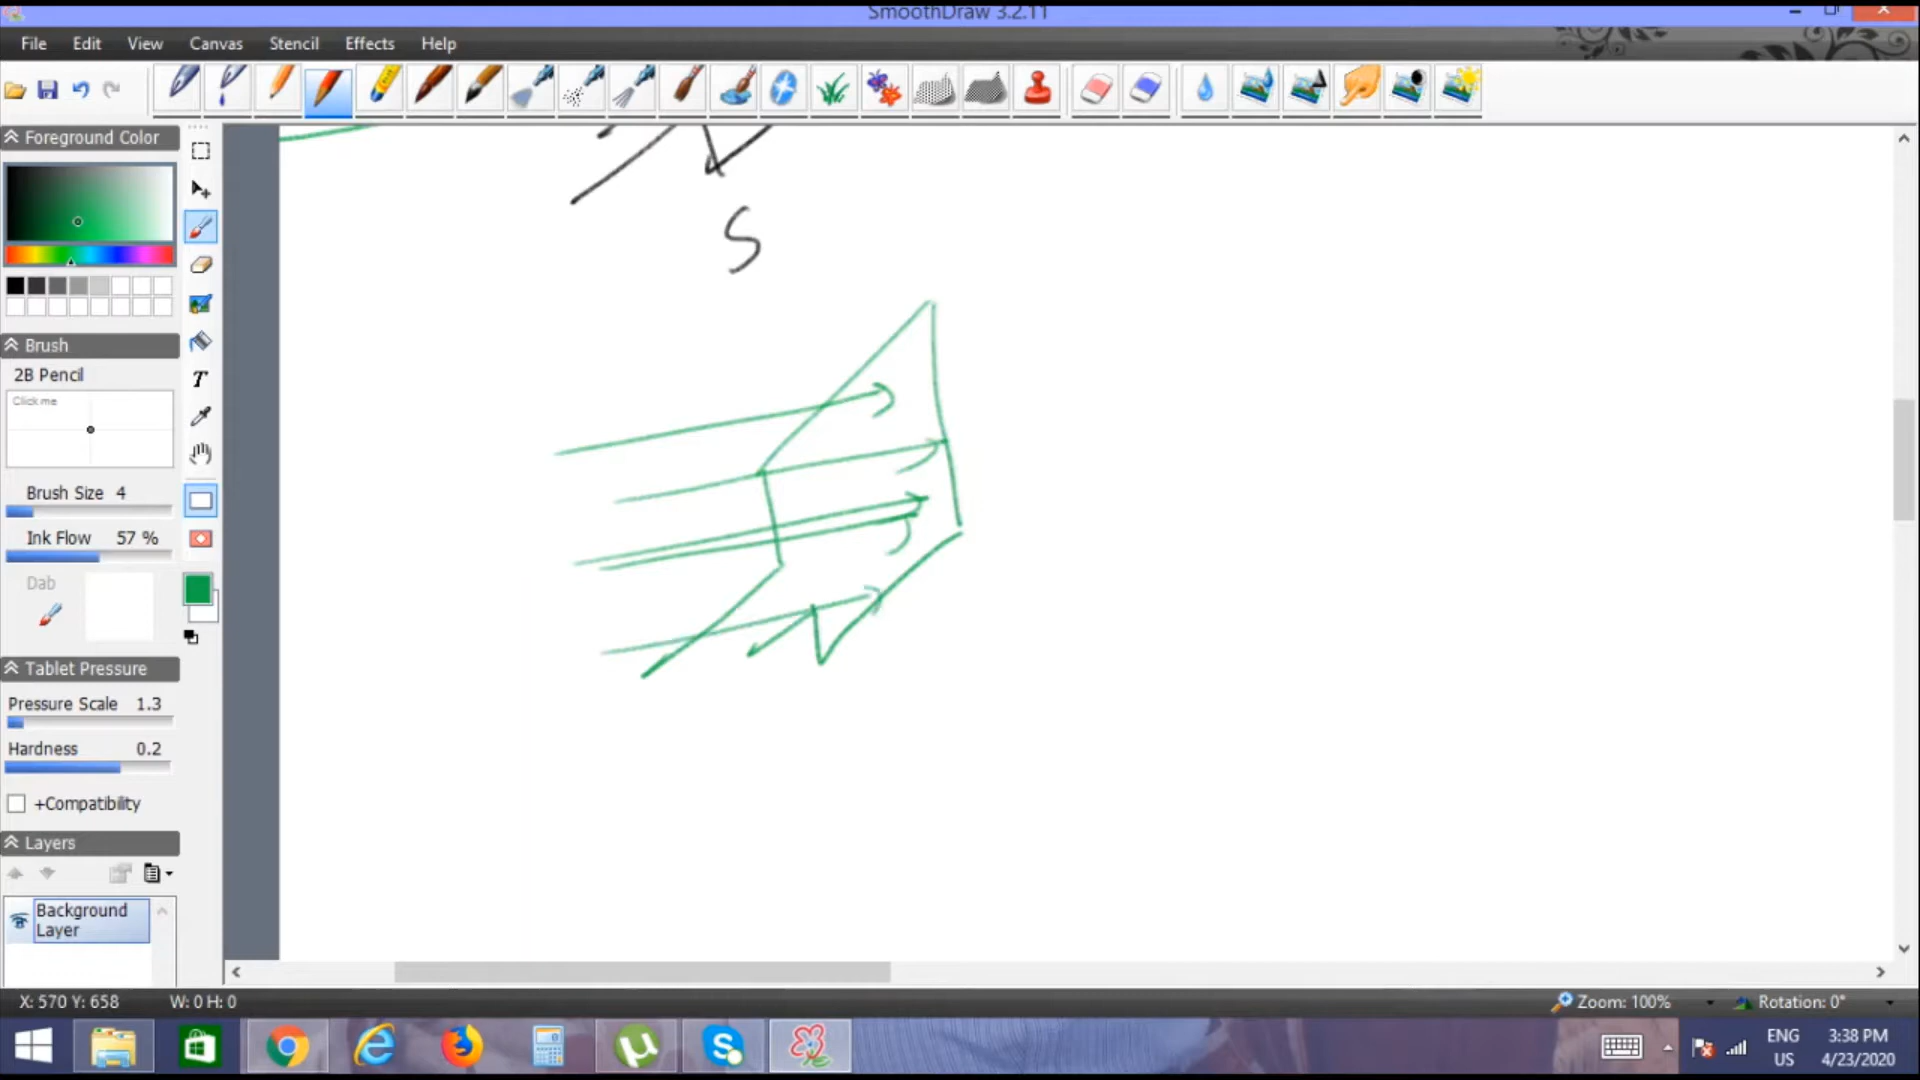 SmoothDraw 3.2.11
File Edit View Canvas Stencil Effects Help
Foreground Color
S
Brush
2B Pencil
Click me
Brush Size 4
Ink Flow 57 %
Dab
Tablet Pressure
Pressure Scale 1.3
Hardness 0.2
+Compatibility
Layers
Background
Layer
X: 570 Y: 658 W: 0 H: 0 Zoom: 100% Rotation: 0°
ENG 3:38 PM
US 4/23/2020